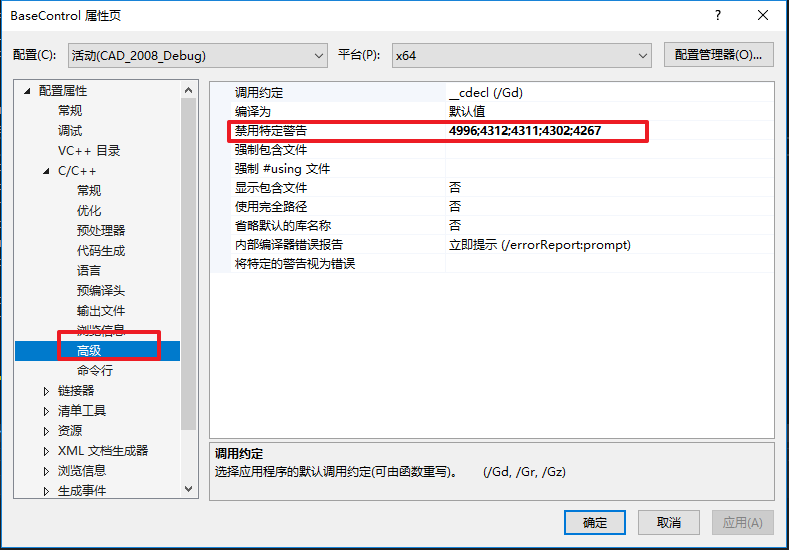 BaseControl 属性页
配置(C): 活动(CAD_2008_Debug) 平台(P): x64 配置管理器(O)...
配置属性
常规
调试
VC++ 目录
C/C++
常规
优化
预处理器
代码生成
语言
预编译头
输出文件
浏览信息
高级
命令行
链接器
清单工具
资源
XML 文档生成器
浏览信息
生成事件
调用约定 __cdecl (/Gd)
编译为 默认值
禁用特定警告 4996;4312;4311;4302;4267
强制包含文件
强制 #using 文件
显示包含文件 否
使用完全路径 否
省略默认的库名称 否
内部编译器错误报告 立即提示 (/errorReport:prompt)
将特定的警告视为错误
调用约定
选择应用程序的默认调用约定(可由函数重写)。 (/Gd, /Gr, /Gz)
确定 取消 应用(A)